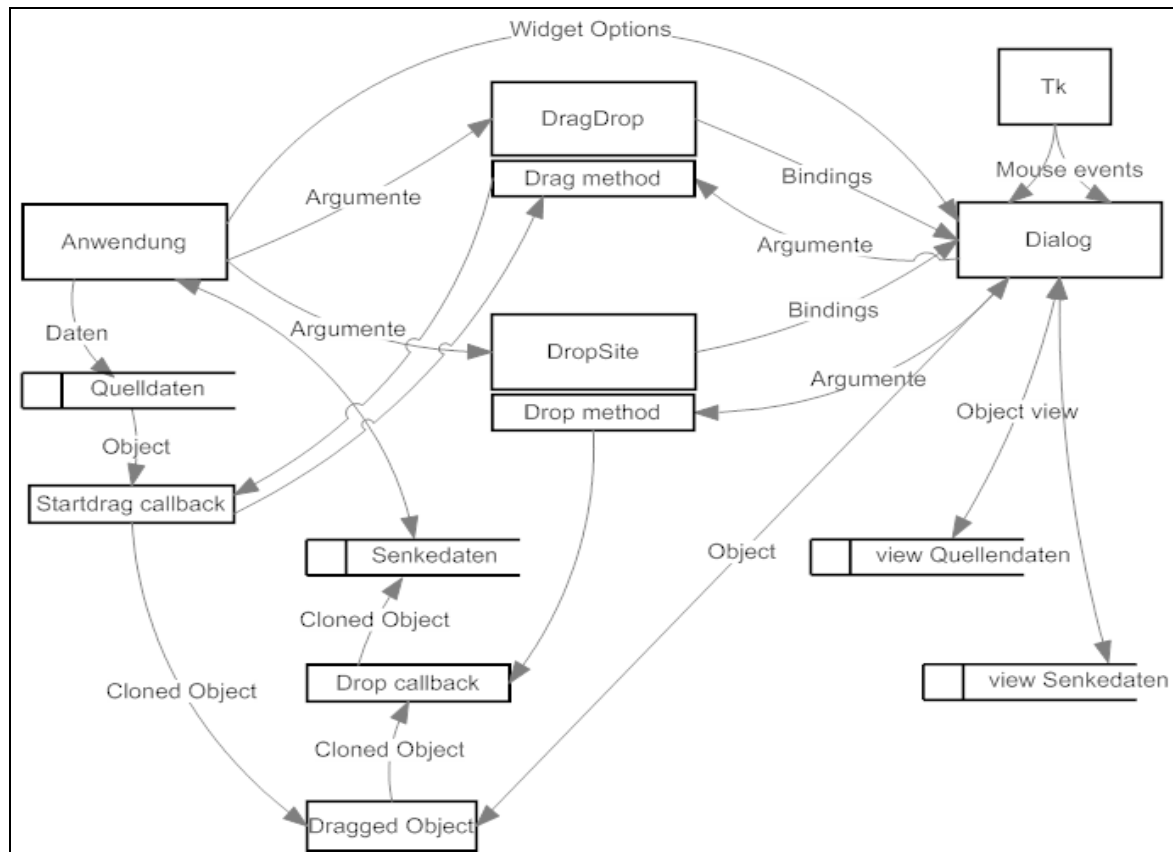 Widget Options
Tk
DragDrop
Drag method
Bindings
Mouse events
Argumente
Anwendung
Argumente
Dialog
Bindings
Daten
Argumente
DropSite
Quelldaten
Argumente
Drop method
Object view
Object
Startdrag callback
Senkedaten
Object
view Quellendaten
Cloned Object
Drop callback
view Senkedaten
Cloned Object
Cloned Object
Dragged Object